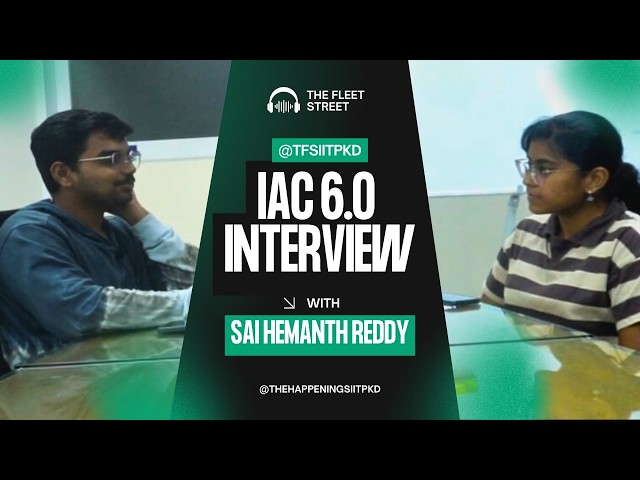 THE FLEET
STREET
@TFSIITPKD
IAC 6.0
INTERVIEW
WITH
SAI HEMANTH REDDY
@THEHAPPENINGSIITPKD